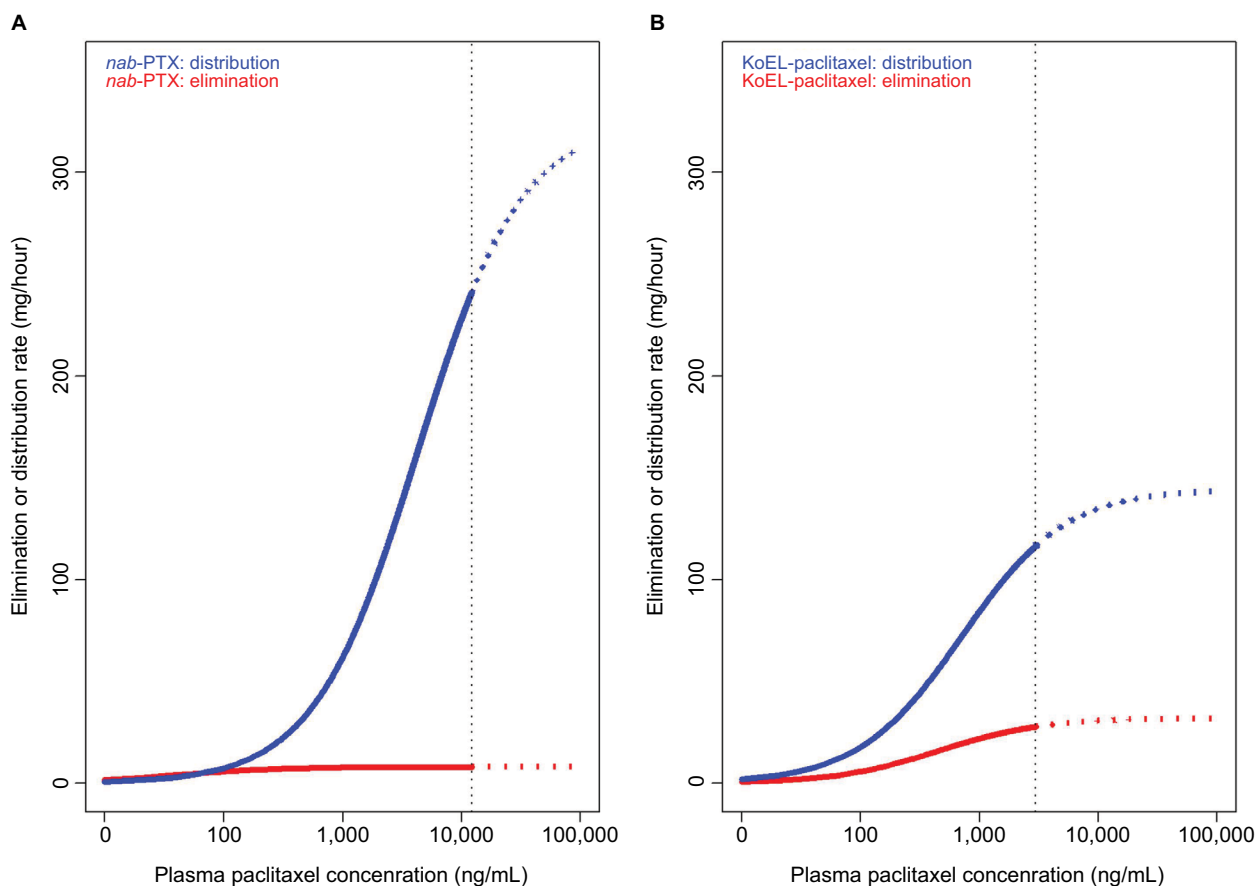 A
nab-PTX: distribution
nab-PTX: elimination
Elimination or distribution rate (mg/hour)
300
200
100
0
0 100 1,000 10,000 100,000
Plasma paclitaxel concenration (ng/mL)
B
KoEL-paclitaxel: distribution
KoEL-paclitaxel: elimination
Elimination or distribution rate (mg/hour)
300
200
100
0
0 100 1,000 10,000 100,000
Plasma paclitaxel concenration (ng/mL)